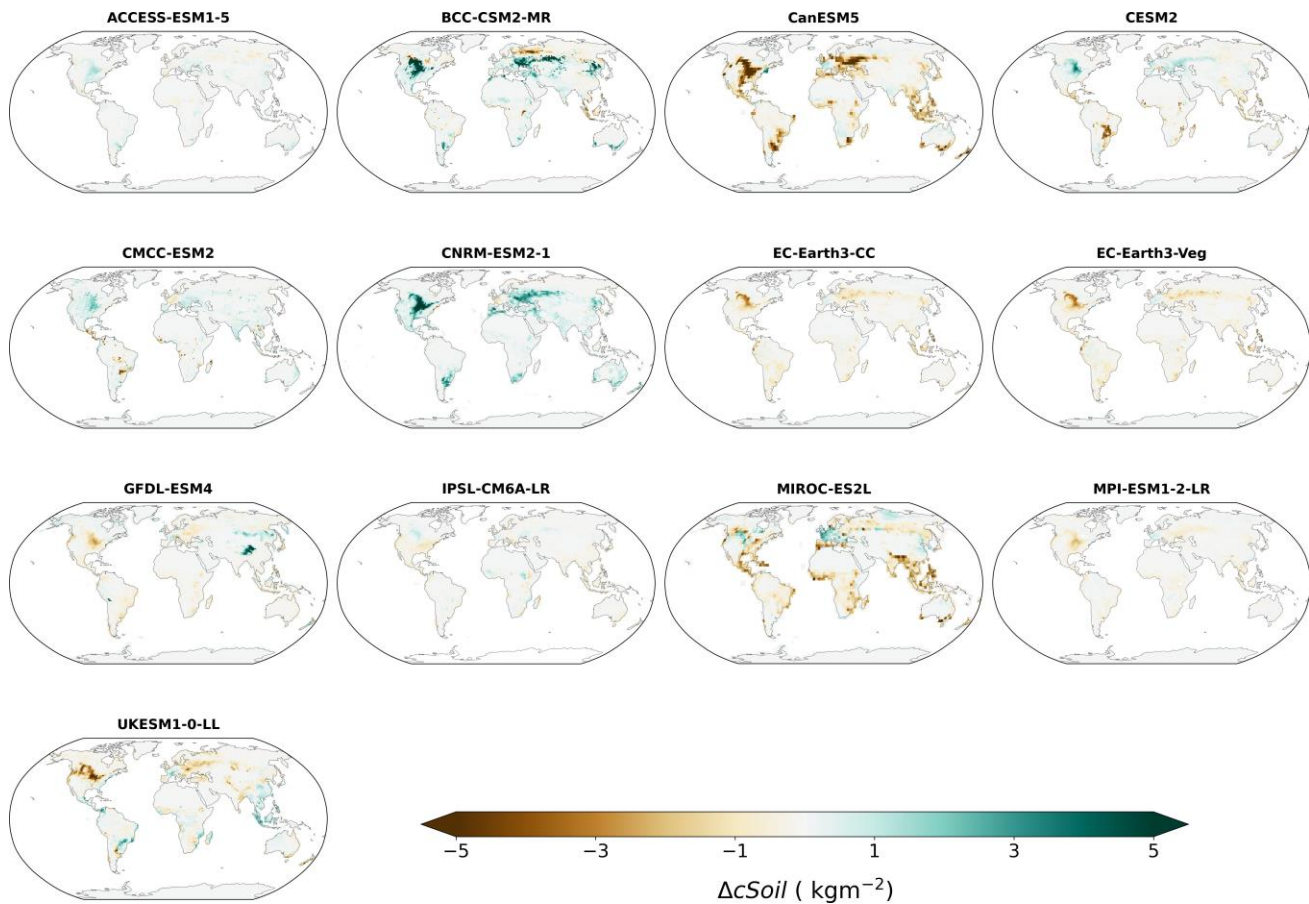 ACCESS-ESM1-5 BCC-CSM2-MR CanESM5 CESM2
CMCC-ESM2 CNRM-ESM2-1 EC-Earth3-CC EC-Earth3-Veg
GFDL-ESM4 IPSL-CM6A-LR MIROC-ES2L MPI-ESM1-2-LR
UKESM1-0-LL
−5 −3 −1 1 3 5
ΔcSoil ( kgm⁻²)